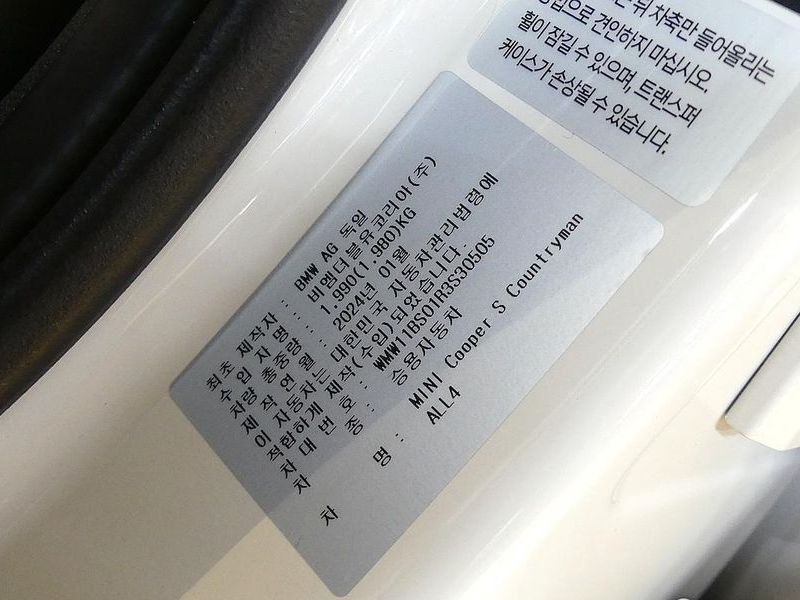 뒤 차축만 들어올리는
방법으로 견인하지 마십시오.
휠이 잠길 수 있으며, 트랜스퍼
케이스가 손상될 수 있습니다.
최초 제작자 : BMW AG 독일
수입자명 : 비엠더블유코리아(주)
차량 총중량 : 1,990(1,980)KG
제작연월 : 2024년 01월
이 자동차는 대한민국 자동차관리법령에
적합하게 제작(수입)되었습니다.
차대번호 : WMW11BS01R3S30505
차종 : 승용자동차
차명 : MINI Cooper S Countryman
ALL4